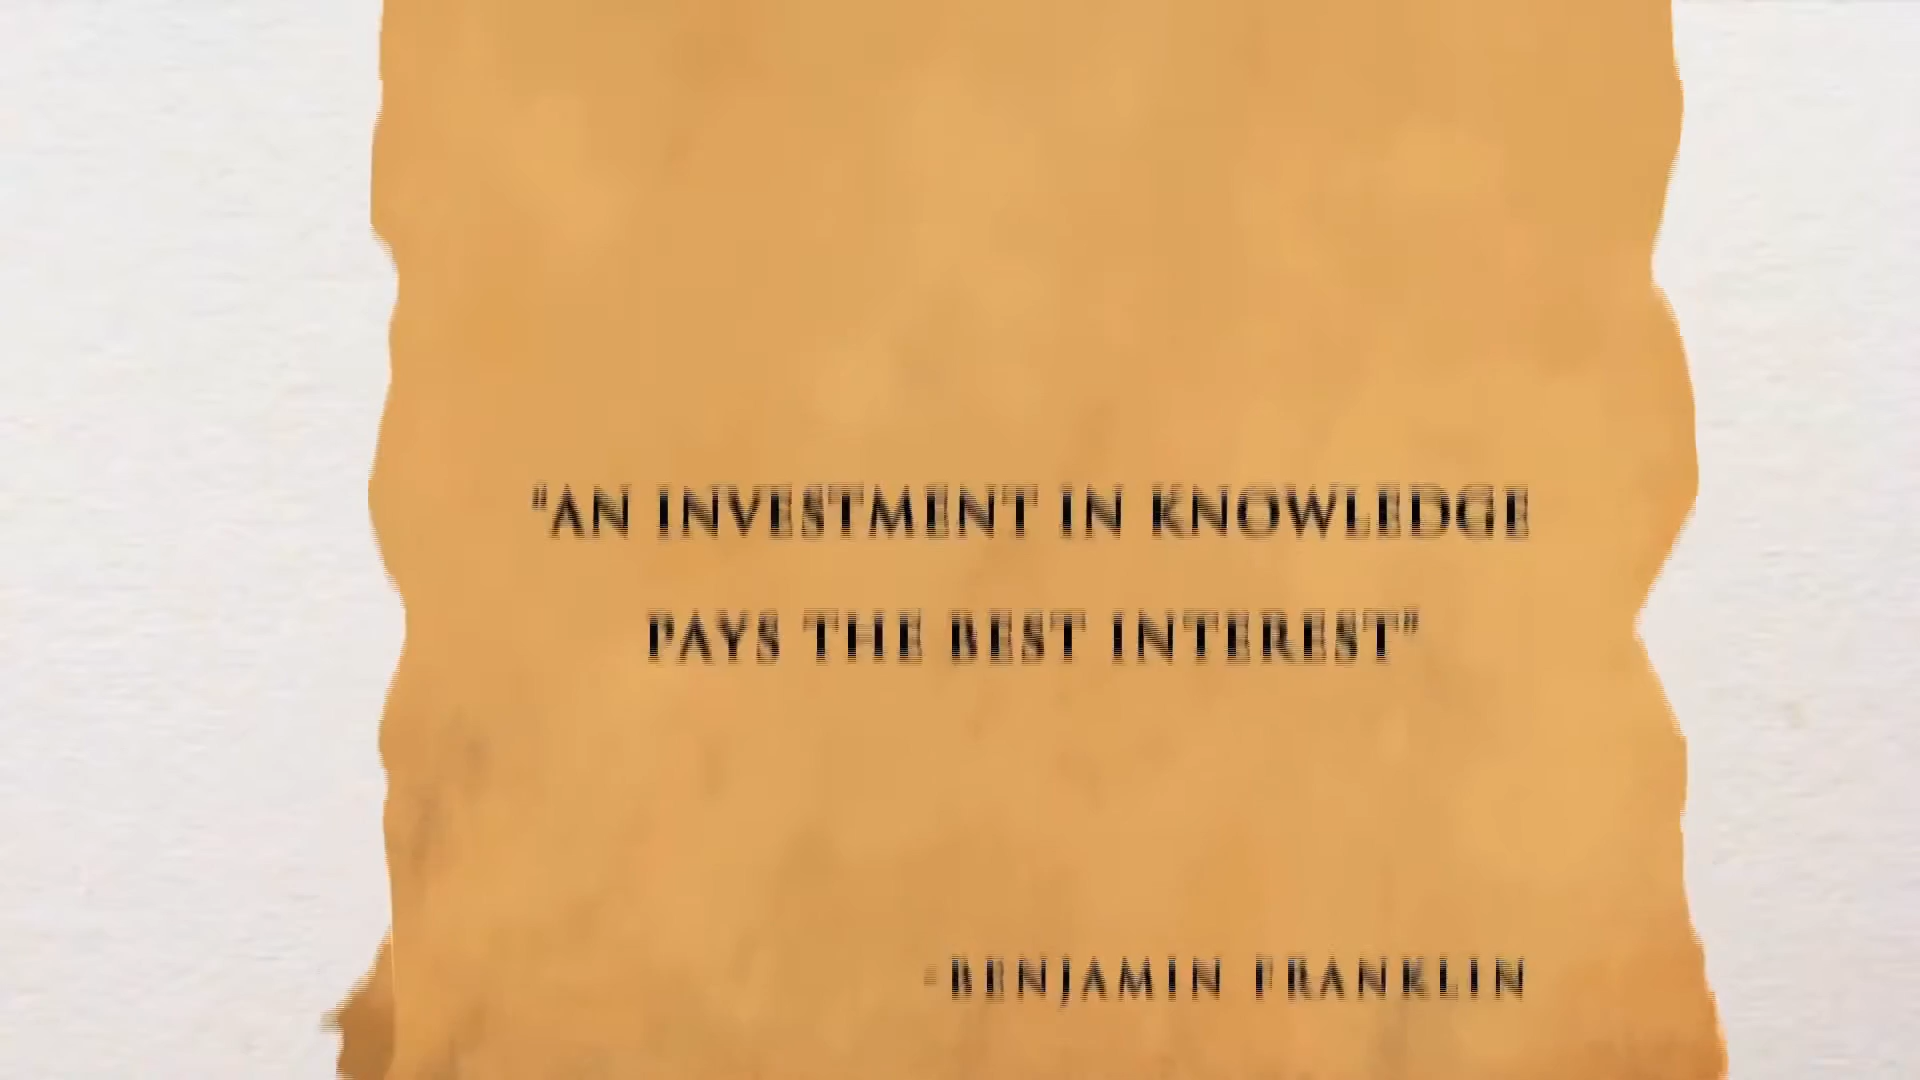 "AN INVESTMENT IN KNOWLEDGE
PAYS THE BEST INTEREST"
-BENJAMIN FRANKLIN